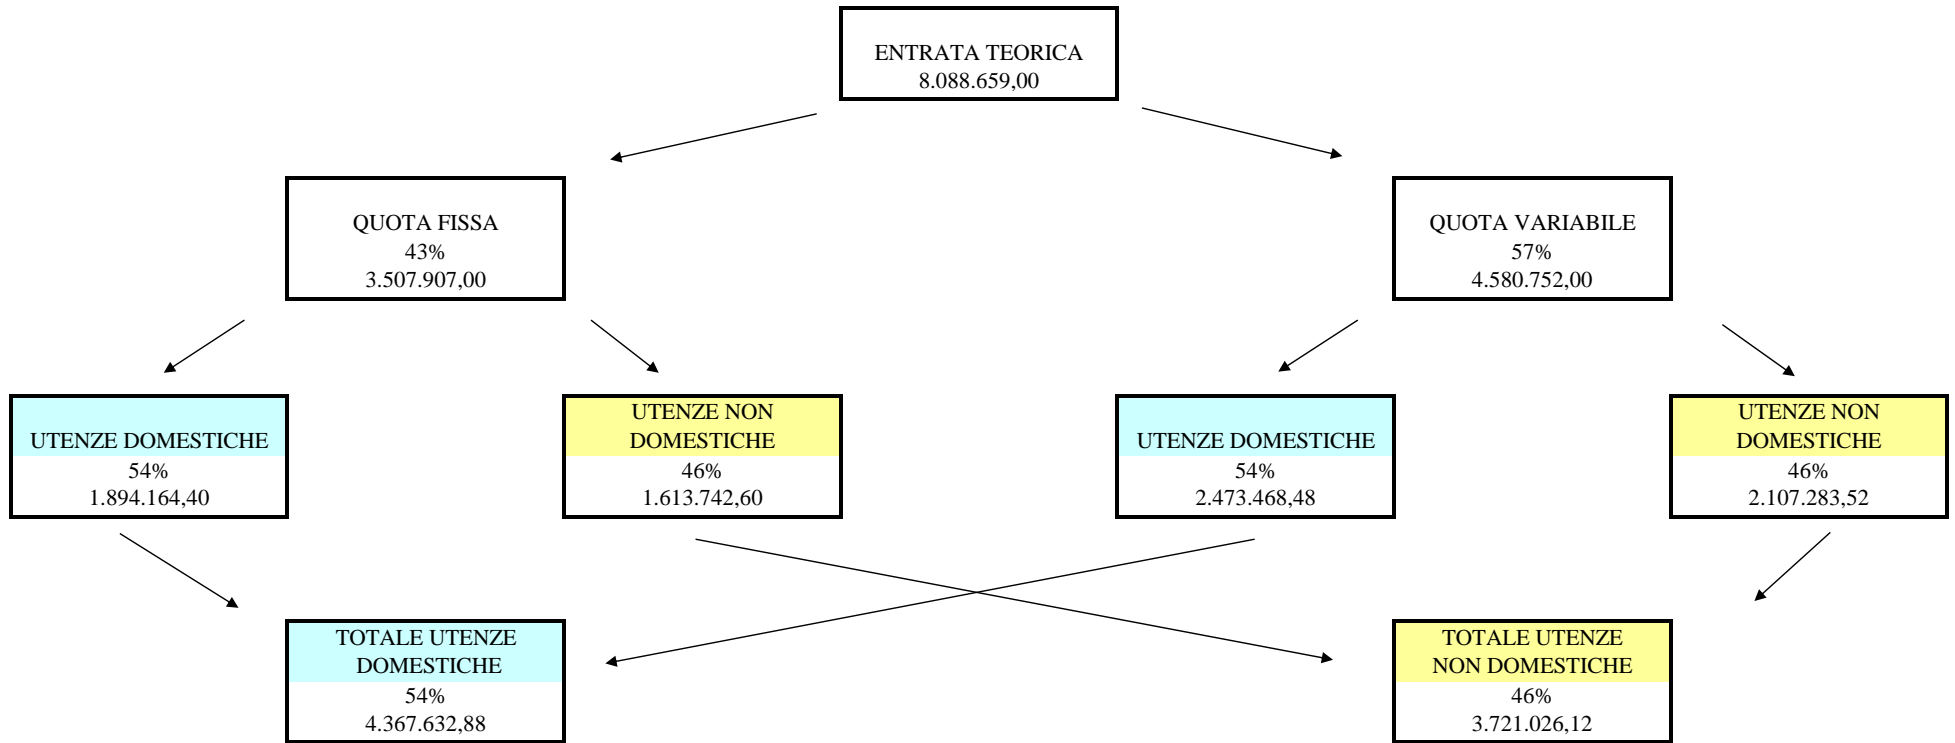 ENTRATA TEORICA
8.088.659,00
QUOTA FISSA
43%
3.507.907,00
QUOTA VARIABILE
57%
4.580.752,00
UTENZE DOMESTICHE
54%
1.894.164,40
UTENZE NON
DOMESTICHE
46%
1.613.742,60
UTENZE DOMESTICHE
54%
2.473.468,48
UTENZE NON
DOMESTICHE
46%
2.107.283,52
TOTALE UTENZE
DOMESTICHE
54%
4.367.632,88
TOTALE UTENZE
NON DOMESTICHE
46%
3.721.026,12